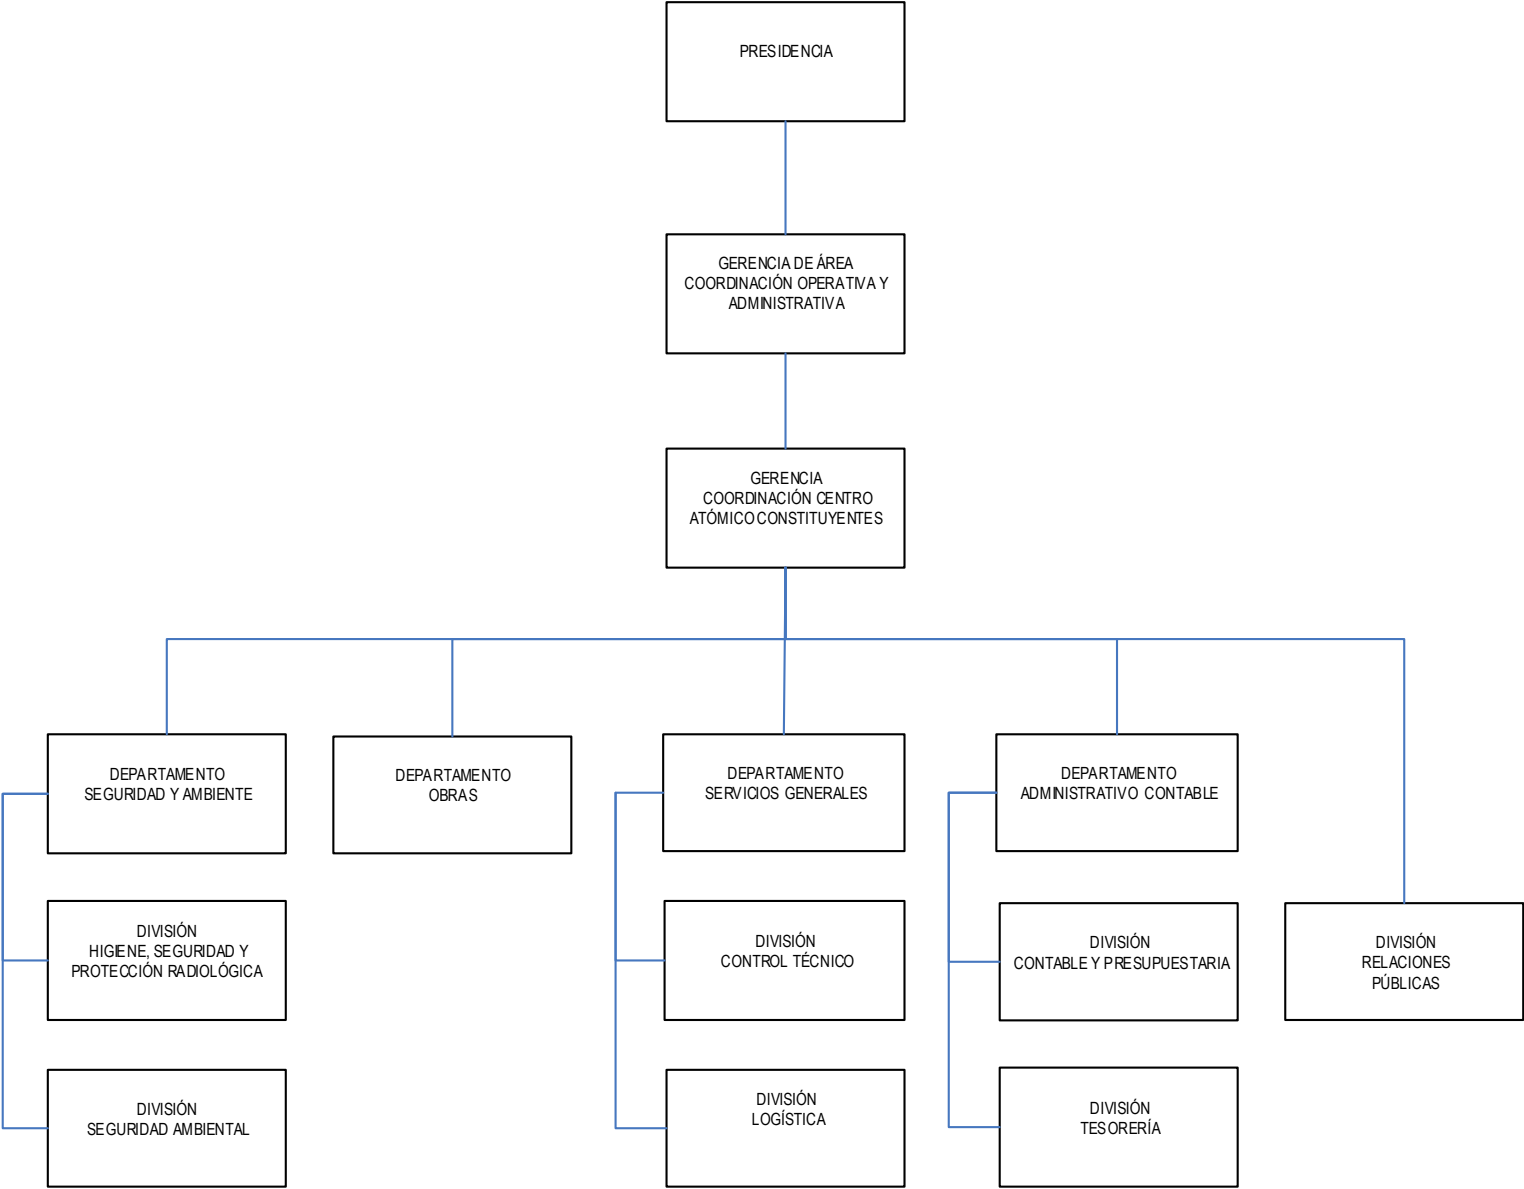 PRESIDENCIA
GERENCIA DE ÁREA
COORDINACIÓN OPERATIVA Y
ADMINISTRATIVA
GERENCIA
COORDINACIÓN CENTRO
ATÓMICO CONSTITUYENTES
DEPARTAMENTO
SEGURIDAD Y AMBIENTE
DEPARTAMENTO
OBRAS
DEPARTAMENTO
SERVICIOS GENERALES
DEPARTAMENTO
ADMINISTRATIVO CONTABLE
DIVISIÓN
HIGIENE, SEGURIDAD Y
PROTECCIÓN RADIOLÓGICA
DIVISIÓN
CONTROL TÉCNICO
DIVISIÓN
CONTABLE Y PRESUPUESTARIA
DIVISIÓN
RELACIONES
PÚBLICAS
DIVISIÓN
SEGURIDAD AMBIENTAL
DIVISIÓN
LOGÍSTICA
DIVISIÓN
TESORERÍA